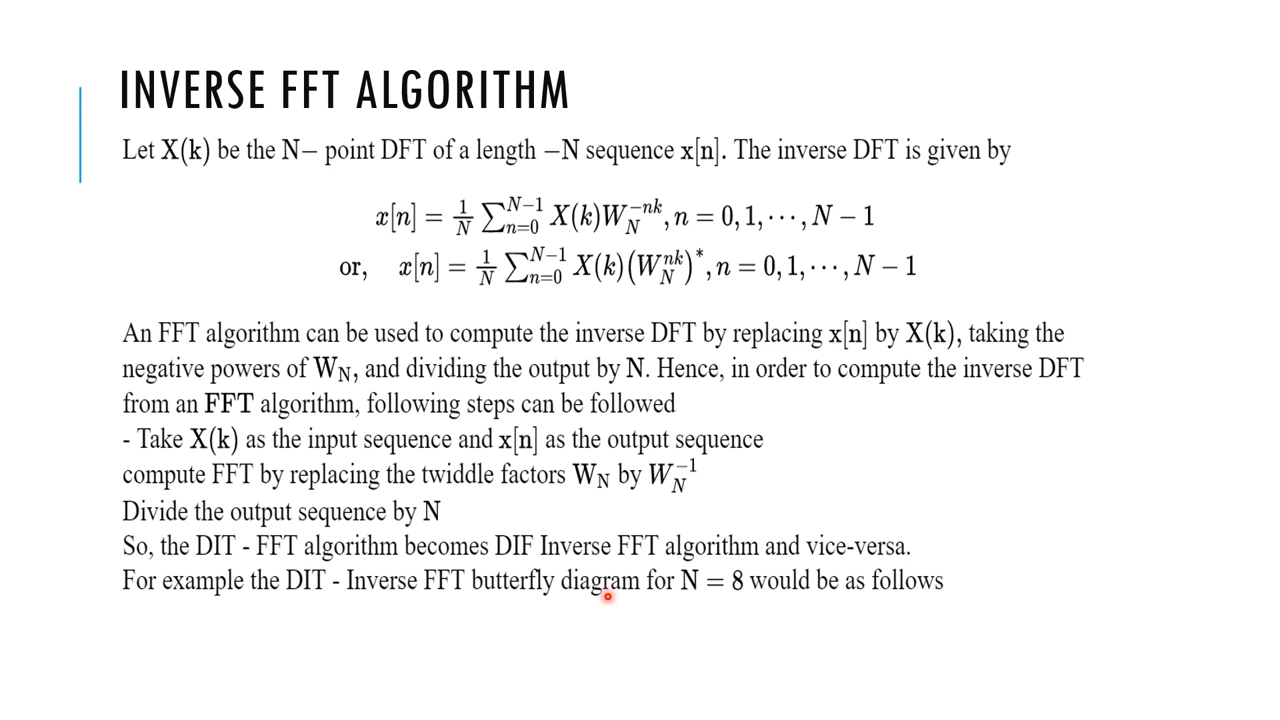 INVERSE FFT ALGORITHM
Let X(k) be the N− point DFT of a length −N sequence x[n]. The inverse DFT is given by
x[n] = \frac{1}{N} \sum_{n=0}^{N-1} X(k) W_N^{-nk}, n = 0, 1, ⋯, N − 1
or, x[n] = \frac{1}{N} \sum_{n=0}^{N-1} X(k) (W_N^{nk})^*, n = 0, 1, ⋯, N − 1
An FFT algorithm can be used to compute the inverse DFT by replacing x[n] by X(k), taking the
negative powers of W_N, and dividing the output by N. Hence, in order to compute the inverse DFT
from an FFT algorithm, following steps can be followed
- Take X(k) as the input sequence and x[n] as the output sequence
compute FFT by replacing the twiddle factors W_N by W_N^{-1}
Divide the output sequence by N
So, the DIT - FFT algorithm becomes DIF Inverse FFT algorithm and vice-versa.
For example the DIT - Inverse FFT butterfly diagram for N = 8 would be as follows